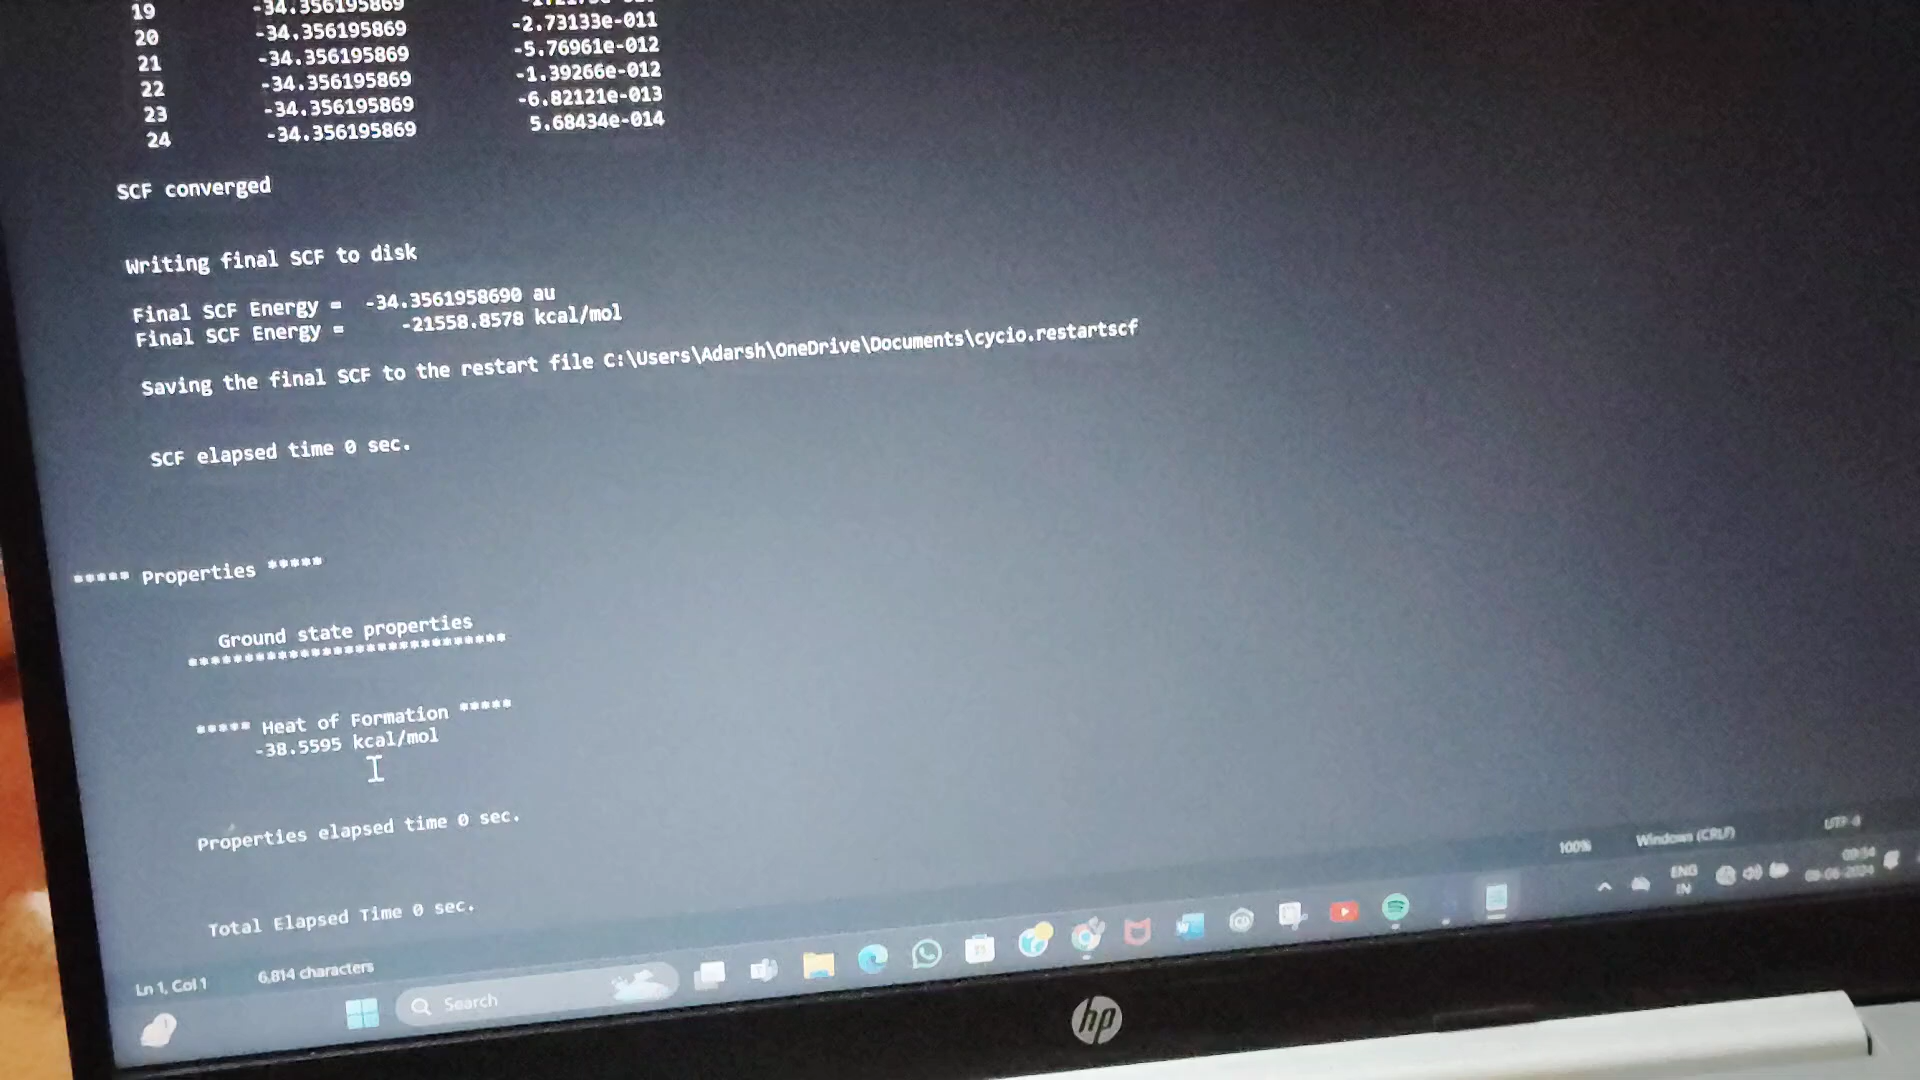 19 -34.356195869
20 -34.356195869 -2.73133e-011
21 -34.356195869 -5.76961e-012
22 -34.356195869 -1.39266e-012
23 -34.356195869 -6.82121e-013
24 -34.356195869 5.68434e-014
SCF converged
Writing final SCF to disk
Final SCF Energy = -34.3561958690 au
Final SCF Energy = -21558.8578 kcal/mol
Saving the final SCF to the restart file C:\Users\Adarsh\OneDrive\Documents\cycio.restartscf
SCF elapsed time 0 sec.
***** Properties *****
Ground state properties
****************************
***** Heat of Formation *****
-38.5595 kcal/mol
Properties elapsed time 0 sec.
Total Elapsed Time 0 sec.
Ln 1, Col 1 6,814 characters 100% Windows (CRLF)
Search ENG
IN
hp